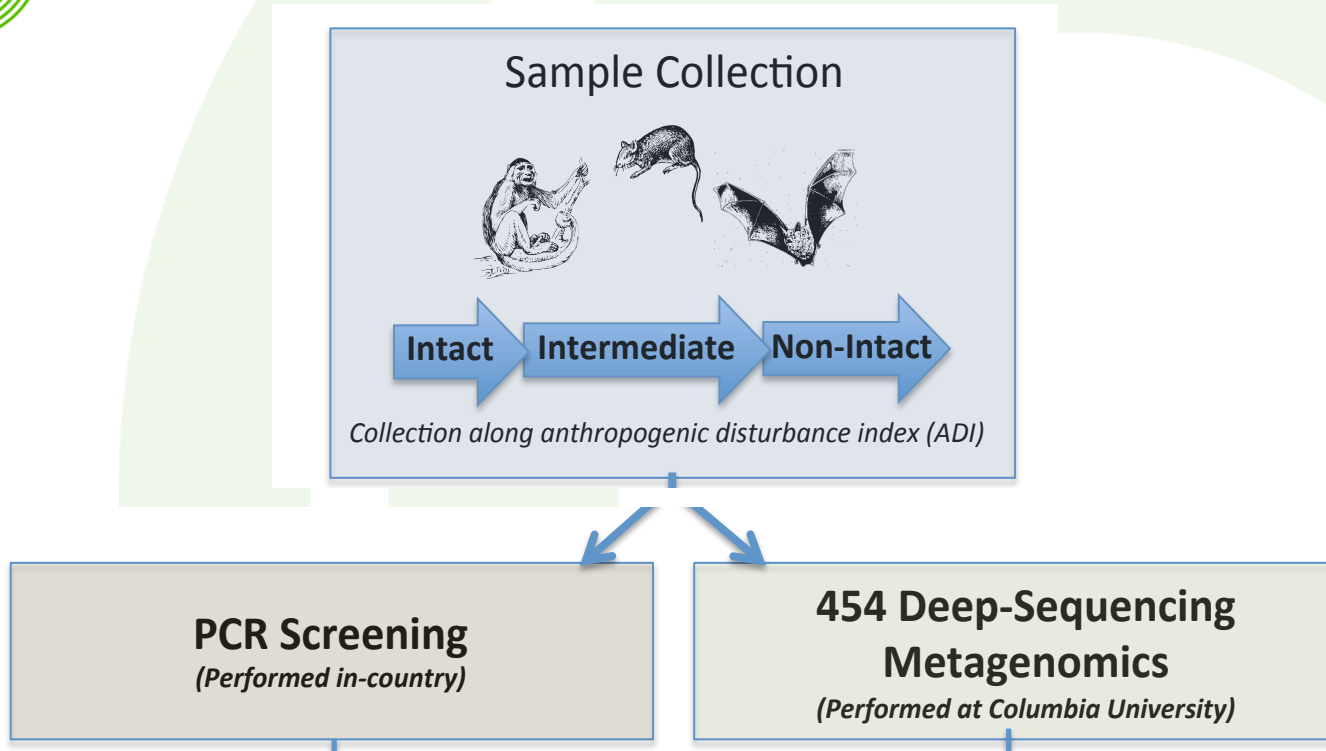 Sample Collection
Intact Intermediate Non-Intact
Collection along anthropogenic disturbance index (ADI)
PCR Screening
(Performed in-country)
454 Deep-Sequencing
Metagenomics
(Performed at Columbia University)